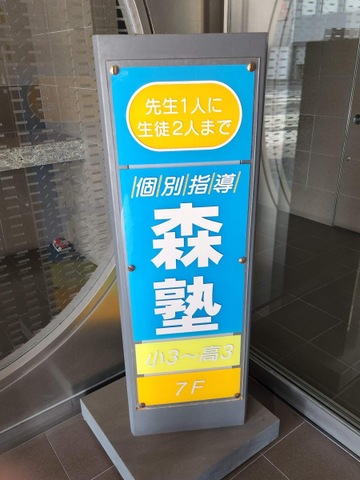 先生1人に
生徒2人まで
個別指導
森塾
小3～高3
7F